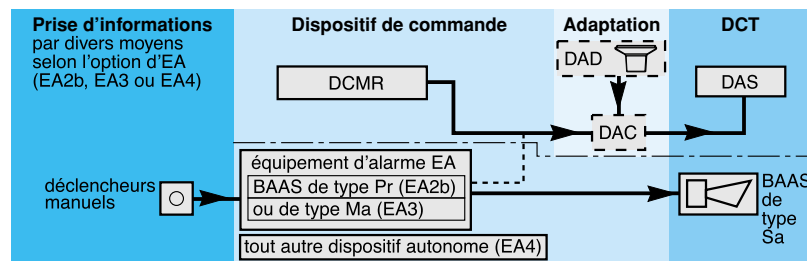 Prise d'informations
par divers moyens
selon l'option d'EA
(EA2b, EA3 ou EA4)
Dispositif de commande
Adaptation
DCT
DAD
DCMR
DAS
DAC
équipement d'alarme EA
BAAS de type Pr (EA2b)
ou de type Ma (EA3)
déclencheurs
manuels
BAAS
de
type
Sa
tout autre dispositif autonome (EA4)